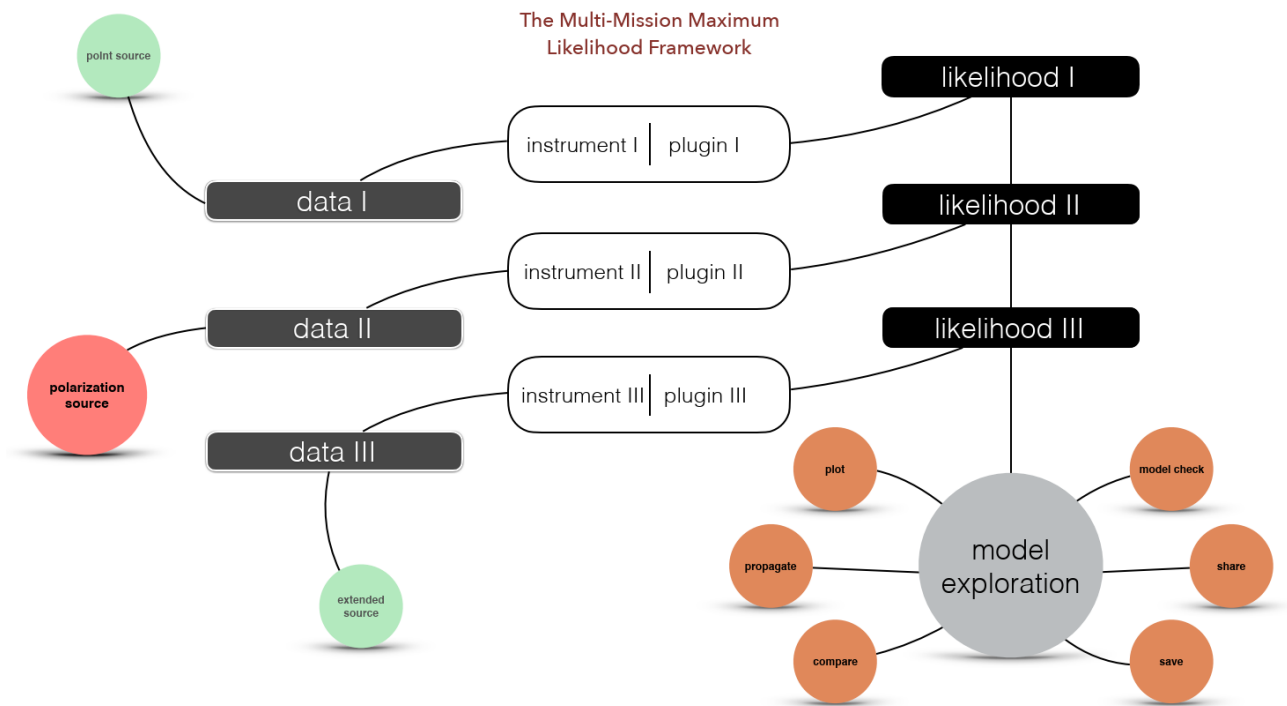 The Multi-Mission Maximum
Likelihood Framework
point source
likelihood I
instrument I | plugin I
data I
likelihood II
instrument II | plugin II
data II
likelihood III
polarization
source
instrument III | plugin III
data III
plot
model check
model
exploration
propagate
share
extended
source
compare
save